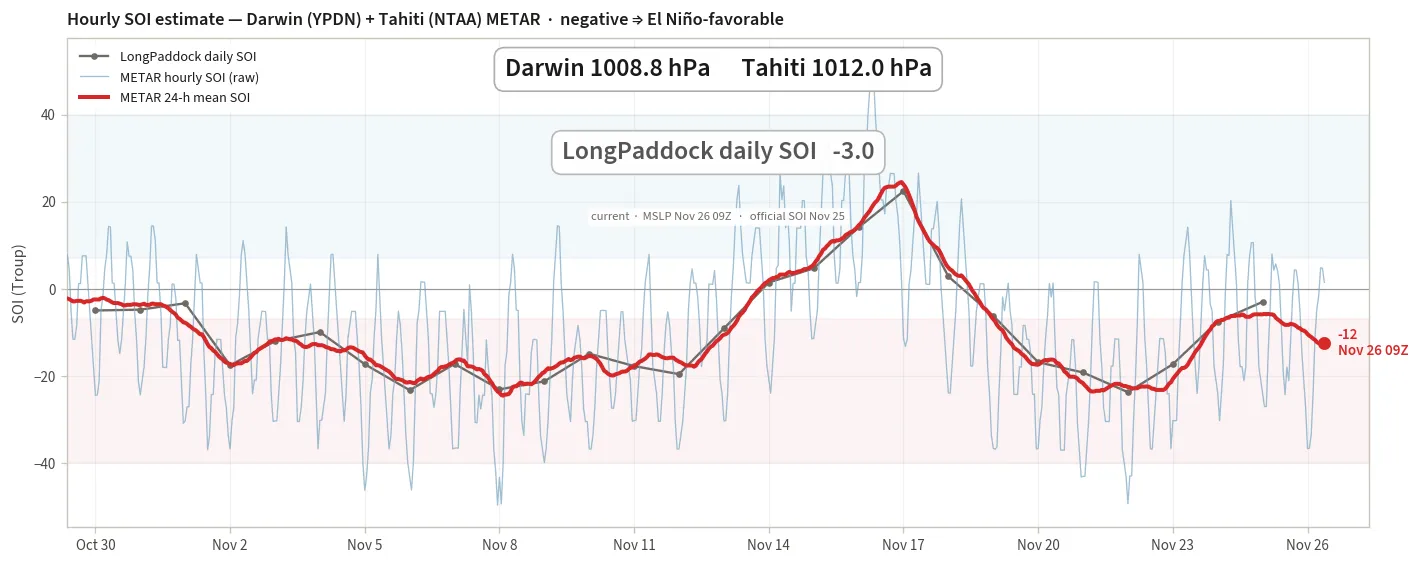 Hourly SOI estimate — Darwin (YPDN) + Tahiti (NTAA) METAR · negative ⇒ El Niño-favorable
LongPaddock daily SOI
METAR hourly SOI (raw)
METAR 24-h mean SOI
Darwin 1008.8 hPa Tahiti 1012.0 hPa
LongPaddock daily SOI -3.0
current · MSLP Nov 26 09Z · official SOI Nov 25
SOI (Troup)
40
20
0
−20
−40
-12
Nov 26 09Z
Oct 30 Nov 2 Nov 5 Nov 8 Nov 11 Nov 14 Nov 17 Nov 20 Nov 23 Nov 26